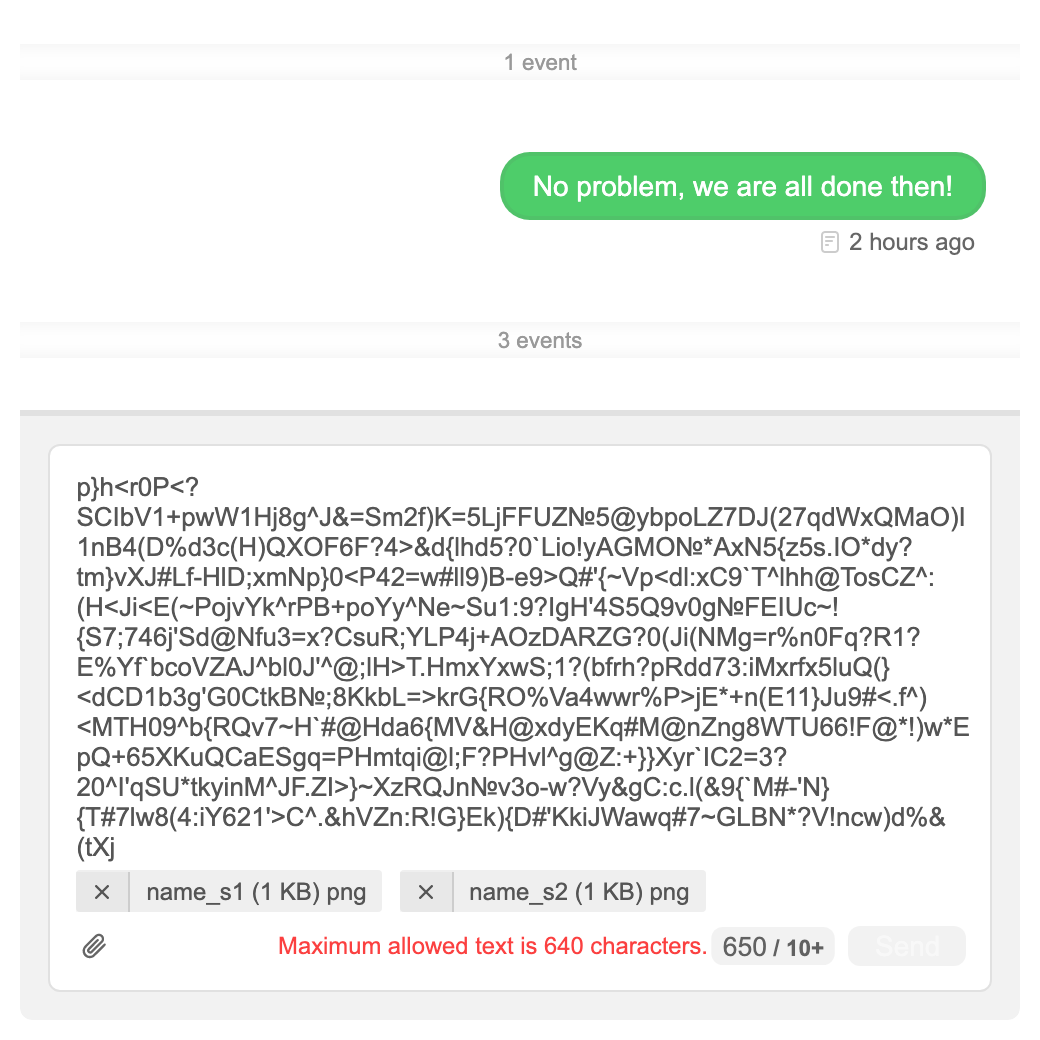 1 event
No problem, we are all done then!
2 hours ago
3 events
p}h<r0P<?
SCIbV1+pwW1Hj8g^J&=Sm2f)K=5LjFFUZ№5@ybpoLZ7DJ(27qdWxQMaO)l
1nB4(D%d3c(H)QXOF6F?4>&d{lhd5?0`Lio!yAGMO№*AxN5{z5s.IO*dy?
tm}vXJ#Lf-HID;xmNp}0<P42=w#ll9)B-e9>Q#'{~Vp<dl:xC9`T^lhh@TosCZ^:
(H<Ji<E(~PojvYk^rPB+poYy^Ne~Su1:9?IgH'4S5Q9v0g№FEIUc~!
{S7;746j'Sd@Nfu3=x?CsuR;YLP4j+AOzDARZG?0(Ji(NMg=r%n0Fq?R1?
E%Yf`bcoVZAJ^bl0J'^@;lH>T.HmxYxwS;1?(bfrh?pRdd73:iMxrfx5luQ(}
<dCD1b3g'G0CtkBN№;8KkbL=>krG{RO%Va4wwr%P>jE*+n(E11}Ju9#<.f^)
<MTH09^b{RQv7~H`#@Hda6{MV&H@xdyEKq#M@nZng8WTU66!F@*!)w*E
pQ+65XKuQCaESgq=PHmtqi@l;F?PHvl^g@Z:+}}Xyr`IC2=3?
20^I'qSU*tkyinM^JF.ZI>}~XzRQJn№v3o-w?Vy&gC:c.l(&9{`M#-'N}
{T#7lw8(4:iY621'>C^.&hVZn:R!G}Ek){D#'KkiJWawq#7~GLBN*?V!ncw)d%&
(tXj
name_s1 (1 KB) png
name_s2 (1 KB) png
Maximum allowed text is 640 characters. 650 / 10+ Send